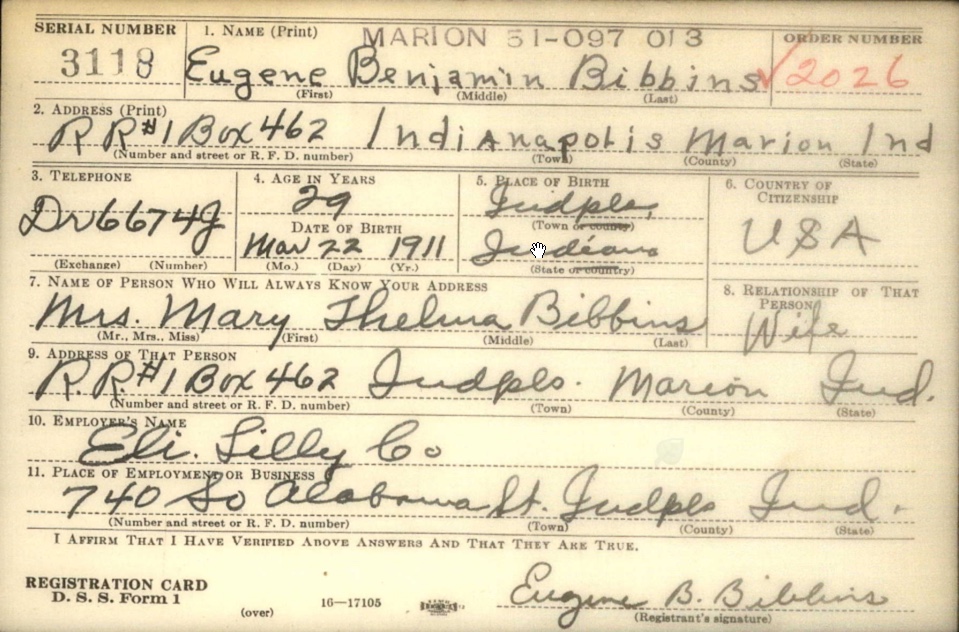 SERIAL NUMBER 1. NAME (Print) MARION 51-097 013 ORDER NUMBER
3118 Eugene Benjamin Bibbins ✓2026
(First) (Middle) (Last)
2. ADDRESS (Print)
R R #1 Box 462 Indianapolis Marion Ind
(Number and street or R. F. D. number) (Town) (County) (State)
3. TELEPHONE 4. AGE IN YEARS 5. PLACE OF BIRTH 6. COUNTRY OF CITIZENSHIP
29 Indpls,
(Town or county)
Dr 6674J DATE OF BIRTH USA
Mar 22 1911 Indiana
(Exchange) (Number) (Mo.) (Day) (Yr.) (State or country)
7. NAME OF PERSON WHO WILL ALWAYS KNOW YOUR ADDRESS 8. RELATIONSHIP OF THAT PERSON
Mrs. Mary Thelma Bibbins Wife
(Mr., Mrs., Miss) (First) (Middle) (Last)
9. ADDRESS OF THAT PERSON
R.R. #1 Box 462 Indpls. Marion Ind.
(Number and street or R. F. D. number) (Town) (County) (State)
10. EMPLOYER'S NAME
Eli. Lilly Co
11. PLACE OF EMPLOYMENT OR BUSINESS
740 So Alabama St. Indpls Ind.
(Number and street or R. F. D. number) (Town) (County) (State)
I AFFIRM THAT I HAVE VERIFIED ABOVE ANSWERS AND THAT THEY ARE TRUE.
REGISTRATION CARD
D. S. S. Form 1 Eugene B. Bibbins
(over) 16—17105 (Registrant's signature)